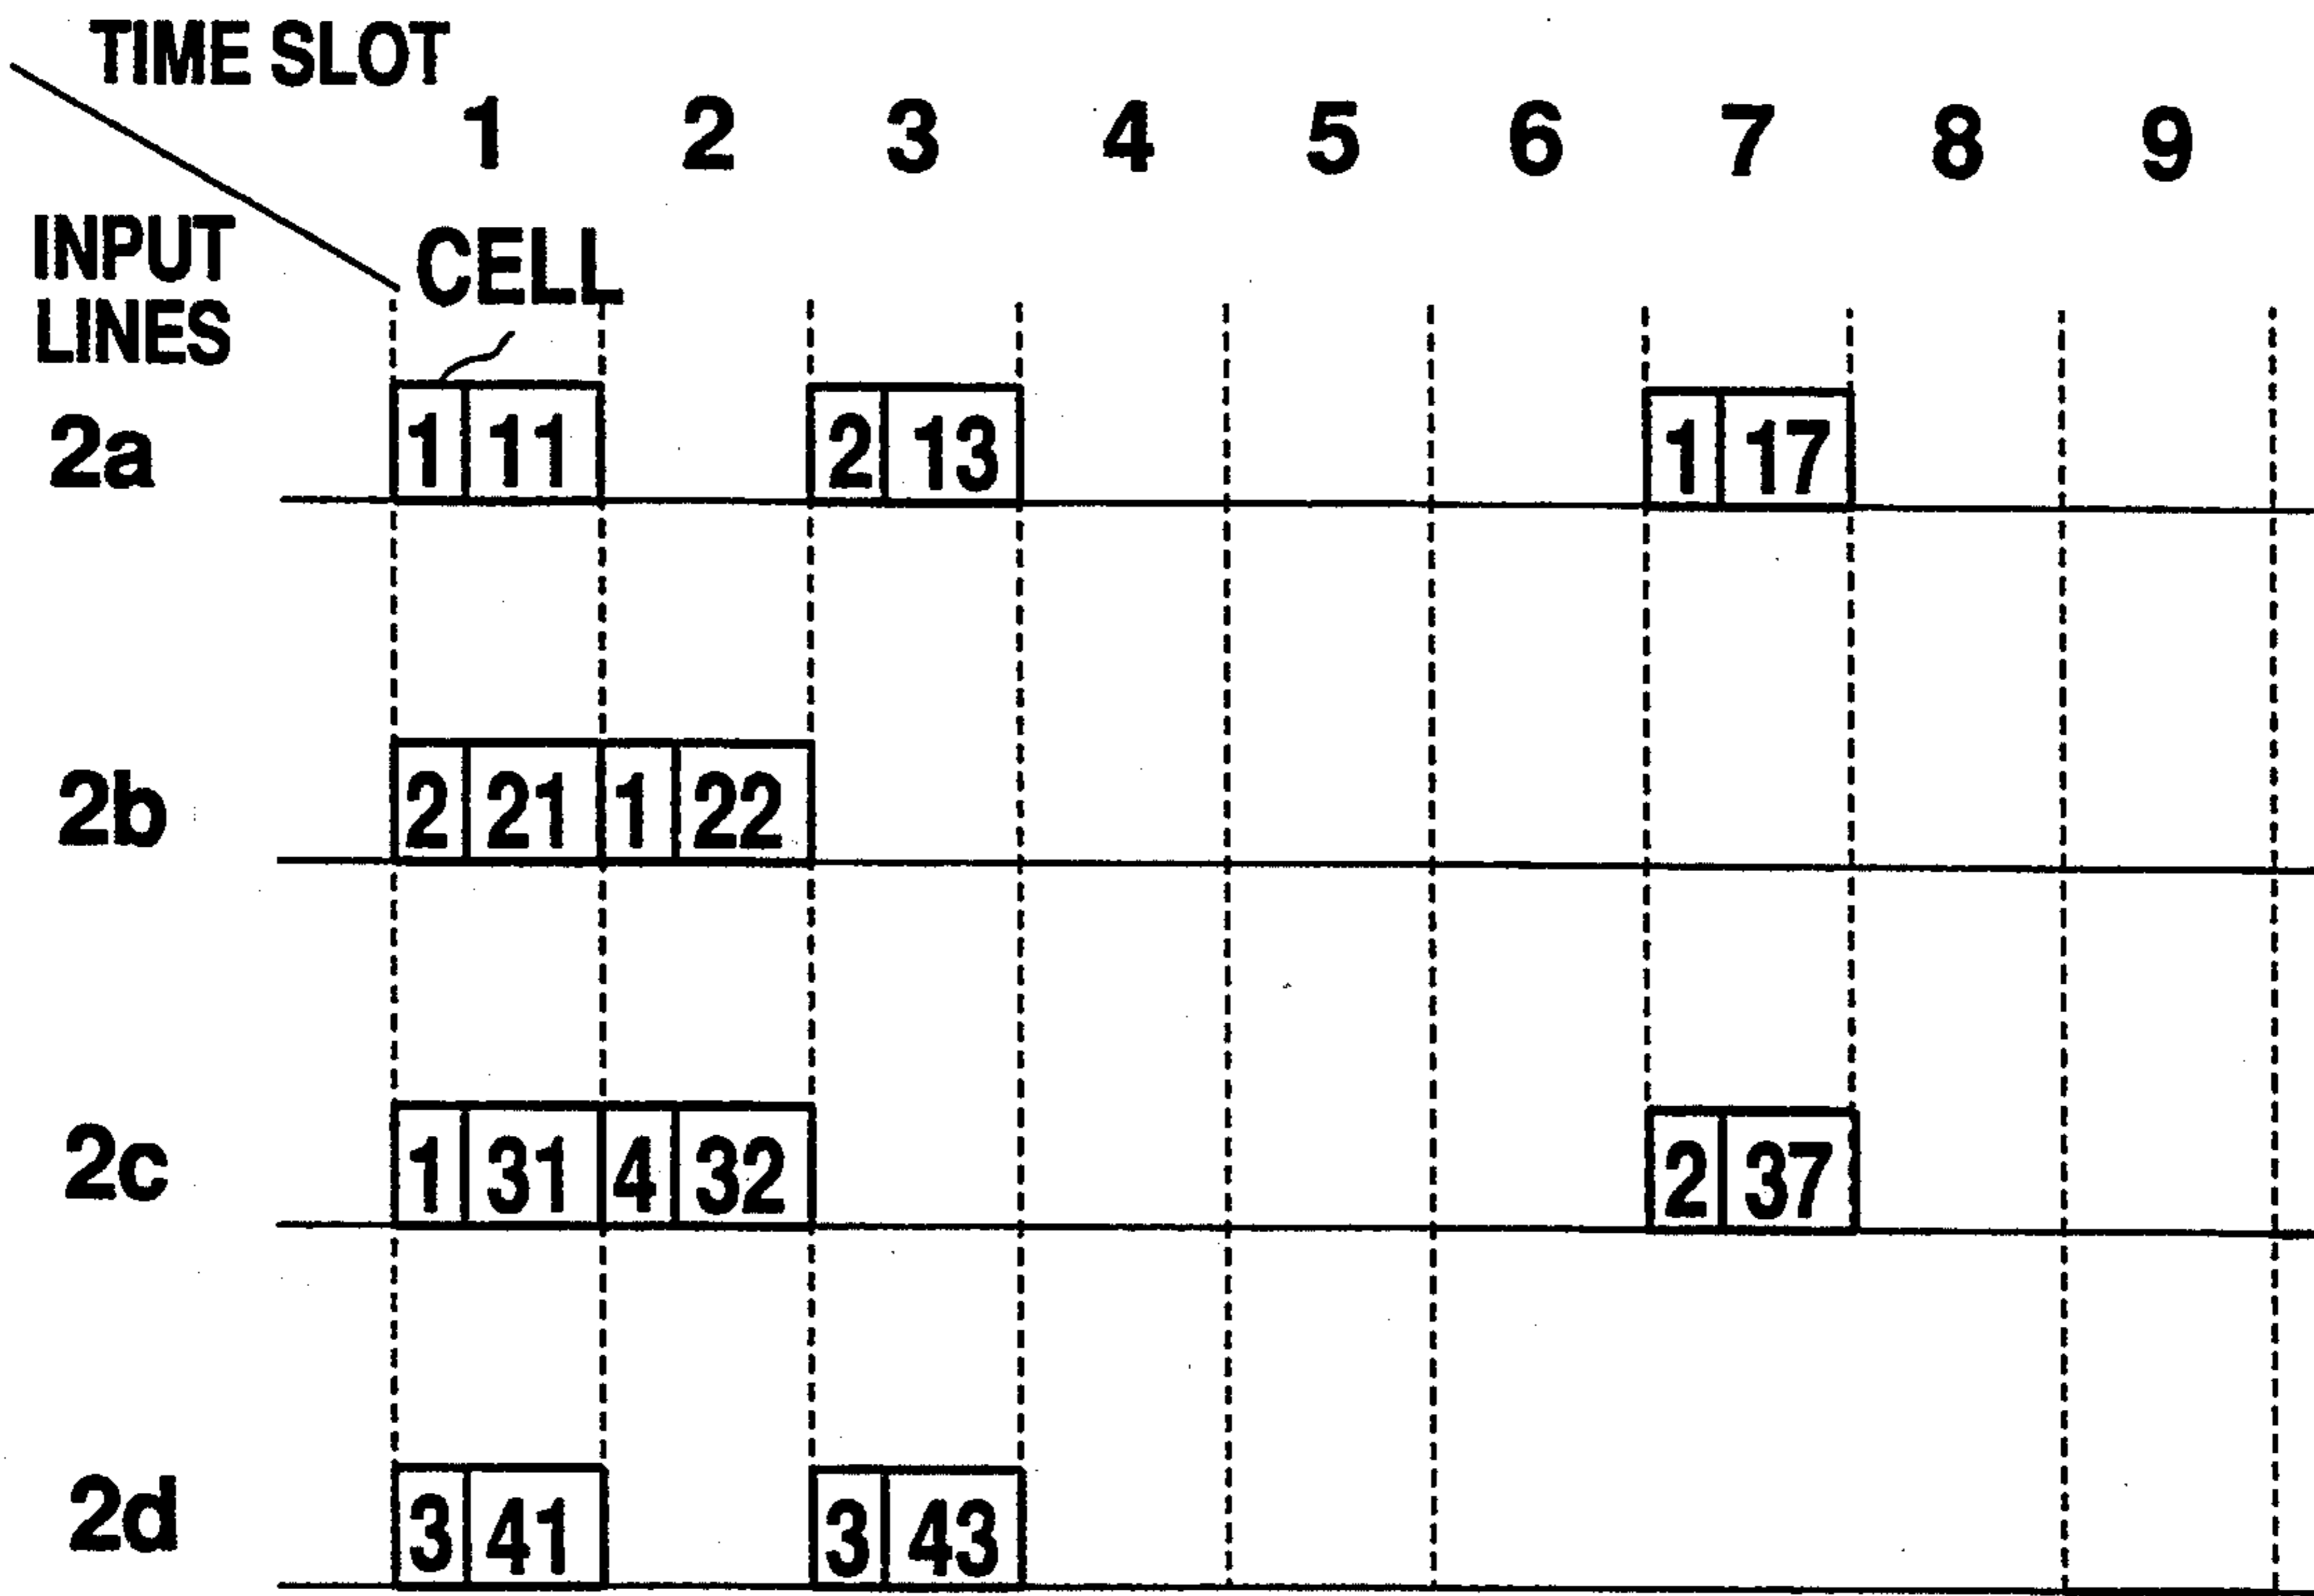 TIME SLOT
1 2 3 4 5 6 7 8 9
INPUT
LINES
CELL
2a 1 11 2 13 1 17
2b 2 21 1 22
2c 1 31 4 32 2 37
2d 3 41 3 43